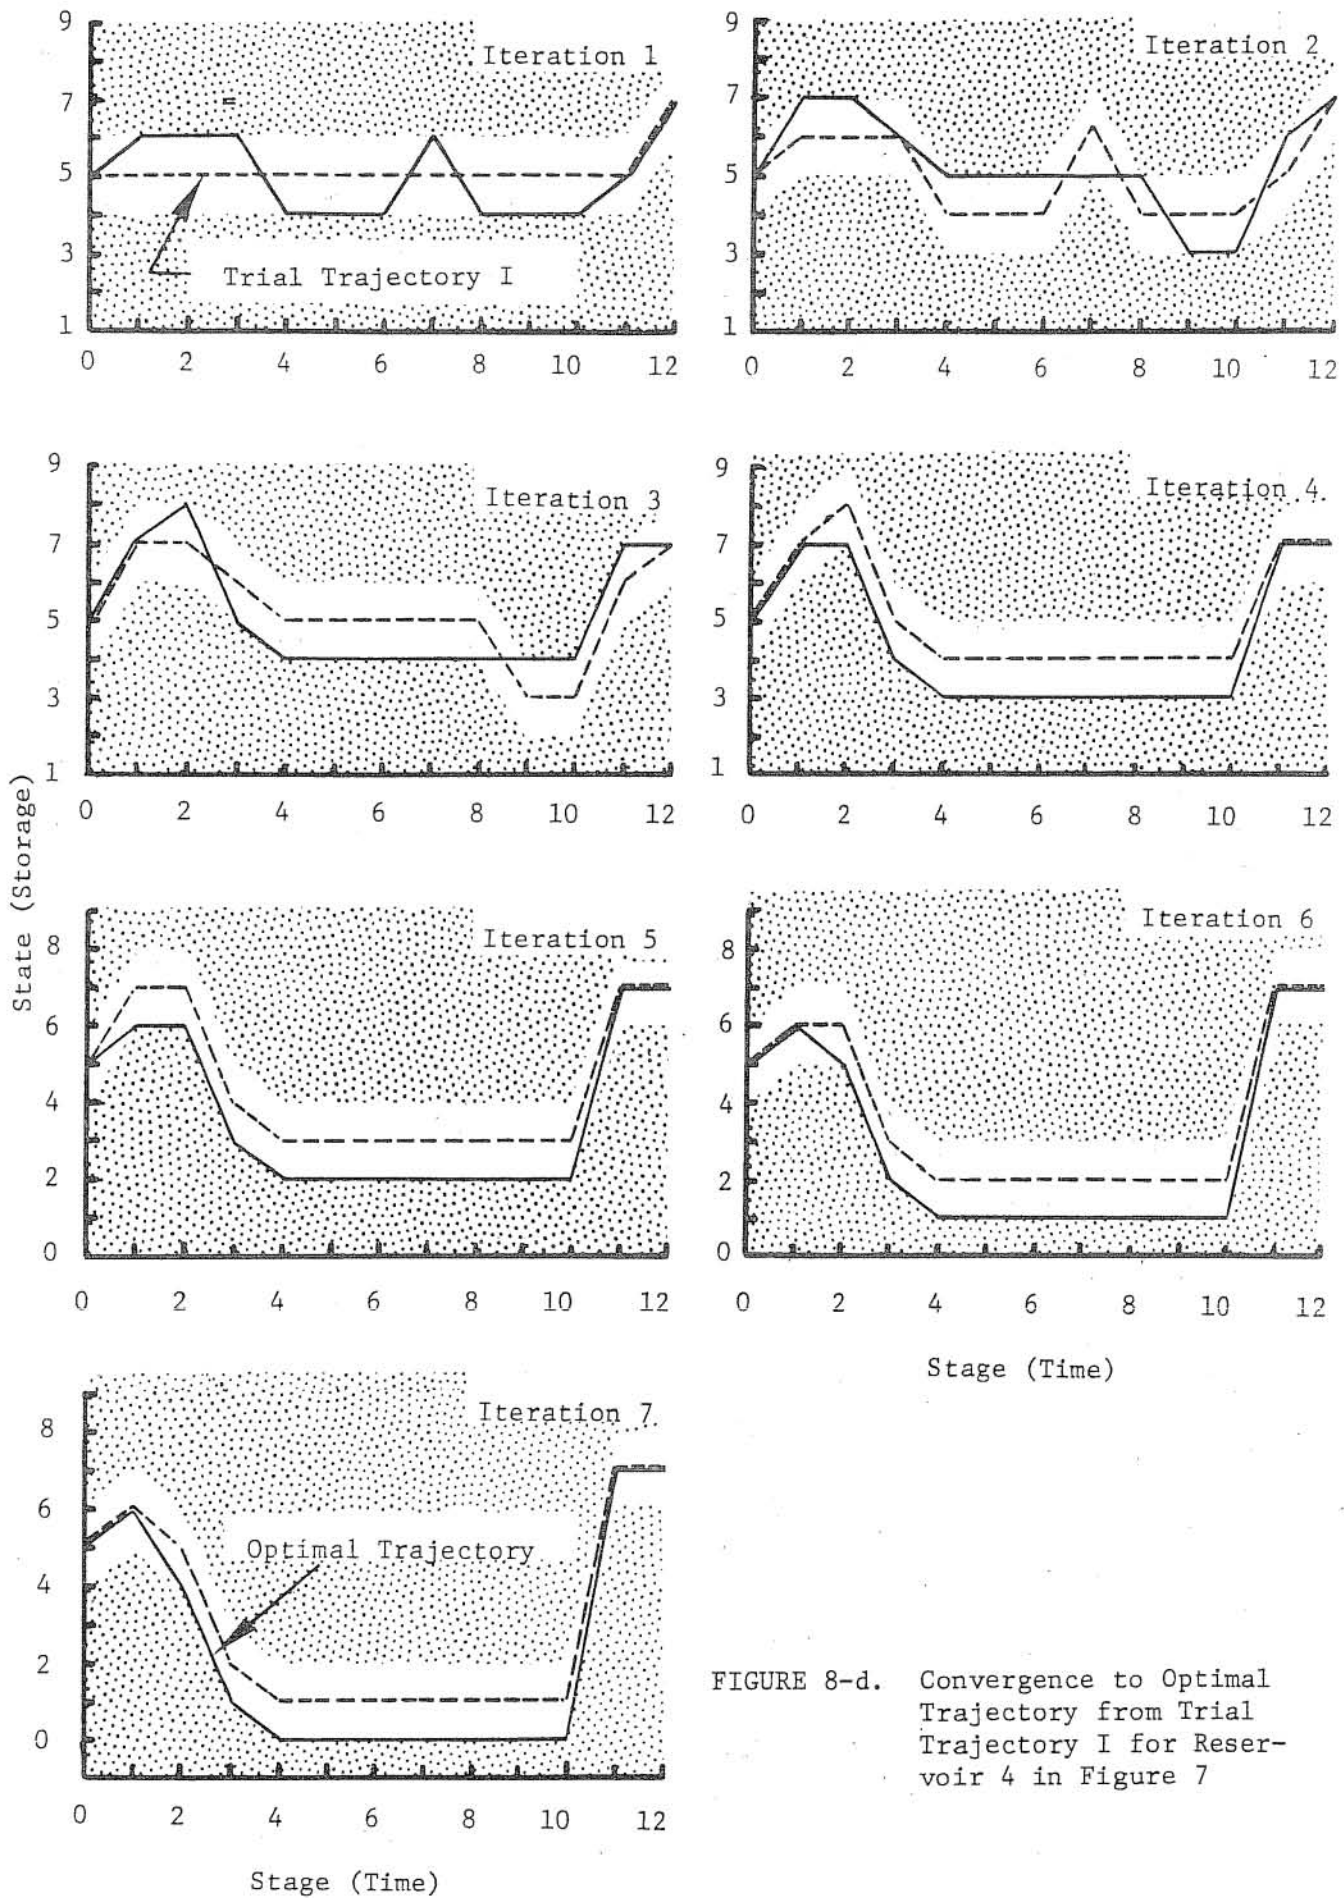 Iteration 1
9
7
5
3
1
Trial Trajectory I
0 2 4 6 8 10 12
Iteration 2
9
7
5
3
1
0 2 4 6 8 10 12
Iteration 3
9
7
5
3
1
0 2 4 6 8 10 12
Iteration 4
9
7
5
3
1
0 2 4 6 8 10 12
State (Storage)
Iteration 5
8
6
4
2
0
0 2 4 6 8 10 12
Iteration 6
8
6
4
2
0
0 2 4 6 8 10 12
Stage (Time)
Iteration 7
8
6
4
2
0
Optimal Trajectory
0 2 4 6 8 10 12
Stage (Time)
FIGURE 8-d. Convergence to Optimal
Trajectory from Trial
Trajectory I for Reser-
voir 4 in Figure 7